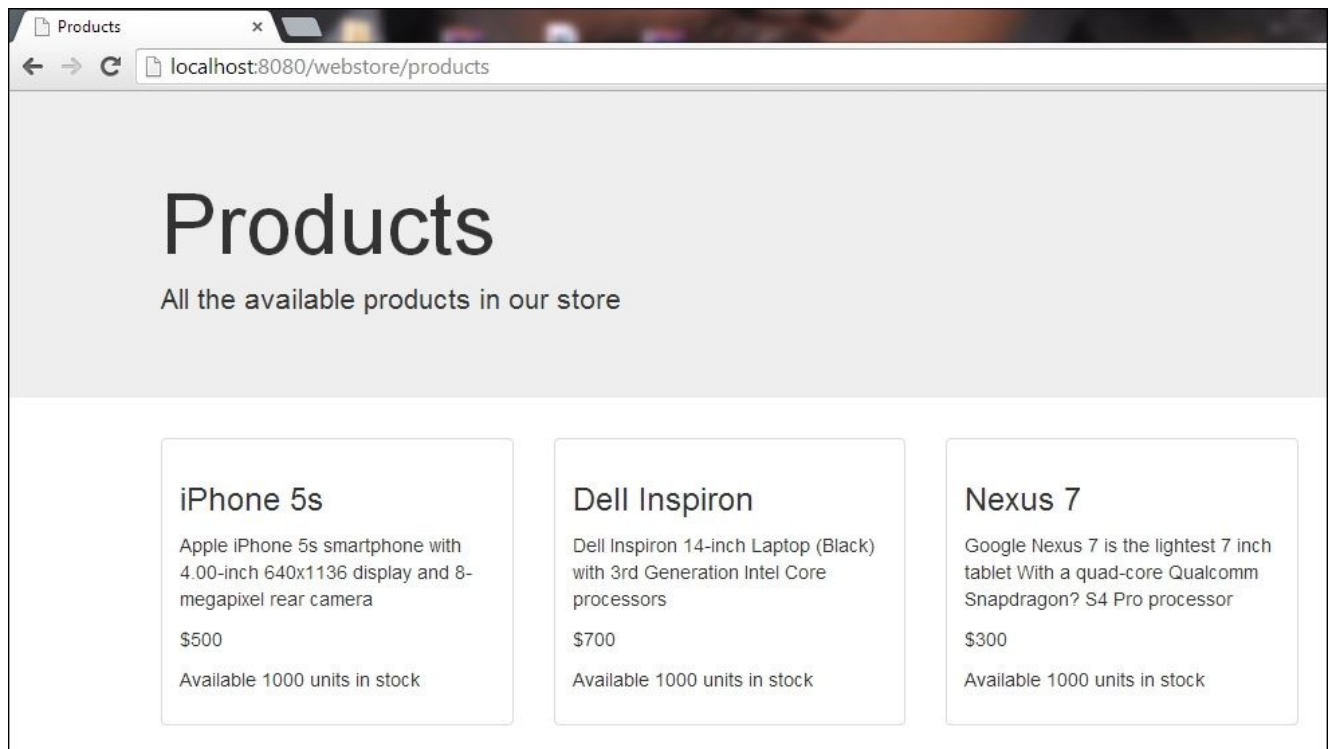 Products
localhost:8080/webstore/products
Products
All the available products in our store
iPhone 5s
Apple iPhone 5s smartphone with
4.00-inch 640x1136 display and 8-
megapixel rear camera
$500
Available 1000 units in stock
Dell Inspiron
Dell Inspiron 14-inch Laptop (Black)
with 3rd Generation Intel Core
processors
$700
Available 1000 units in stock
Nexus 7
Google Nexus 7 is the lightest 7 inch
tablet With a quad-core Qualcomm
Snapdragon? S4 Pro processor
$300
Available 1000 units in stock